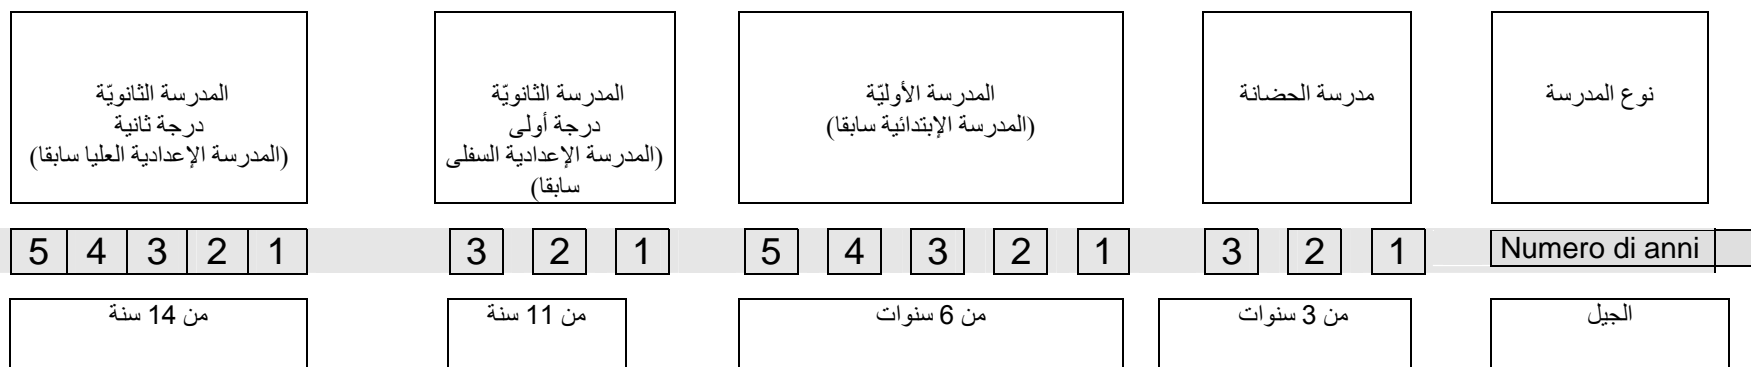 نوع المدرسة
مدرسة الحضانة
المدرسة الأوليّة
(المدرسة الإبتدائية سابقا)
المدرسة الثانويّة
درجة أولى
(المدرسة الإعدادية السفلى
سابقا)
المدرسة الثانويّة
درجة ثانية
(المدرسة الإعدادية العليا سابقا)
Numero di anni
1 2 3
1 2 3 4 5
1 2 3
1 2 3 4 5
الجيل
من 3 سنوات
من 6 سنوات
من 11 سنة
من 14 سنة